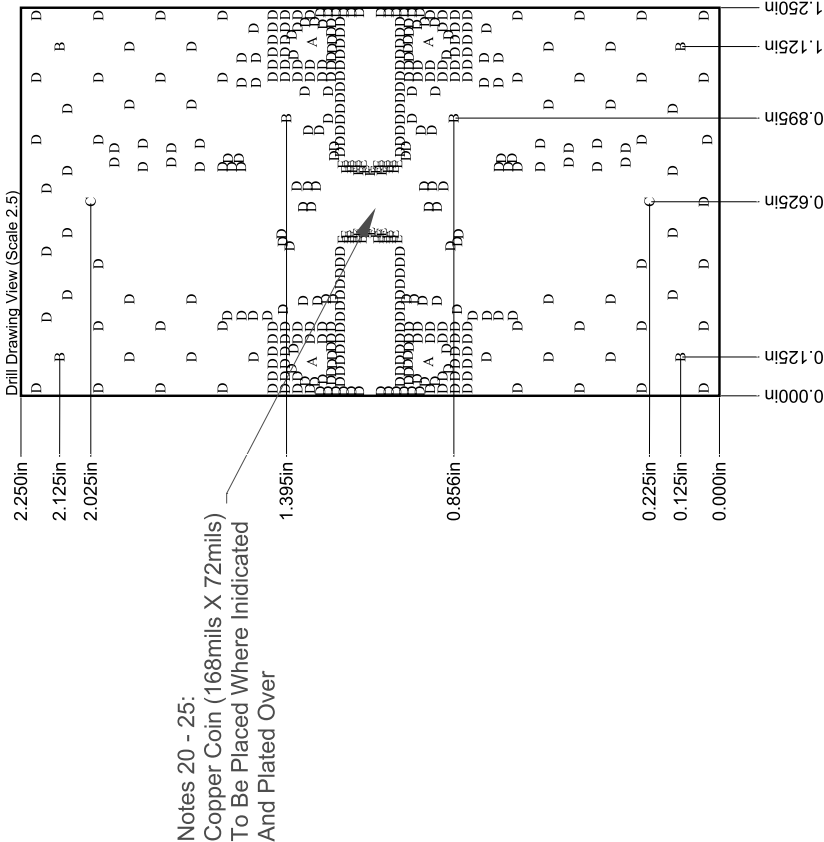 Drill Drawing View (Scale 2.5)
2.250in
2.125in
2.025in
1.395in
0.856in
0.225in
0.125in
0.000in
1.250in
1.125in
0.895in
0.625in
0.125in
0.000in
Notes 20 - 25:
Copper Coin (168mils X 72mils)
To Be Placed Where Inidicated
And Plated Over
A
A
A
A
B
B
B
B
B
B
C
C
D